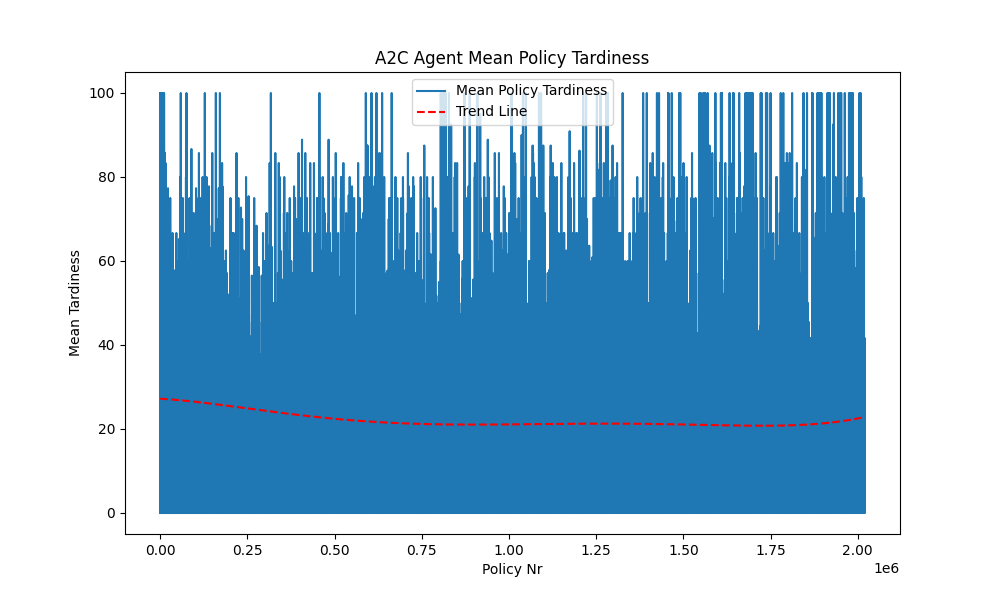 A2C Agent Mean Policy Tardiness
Mean Policy Tardiness
Trend Line
Mean Tardiness
100
80
60
40
20
0
0.00 0.25 0.50 0.75 1.00 1.25 1.50 1.75 2.00
1e6
Policy Nr